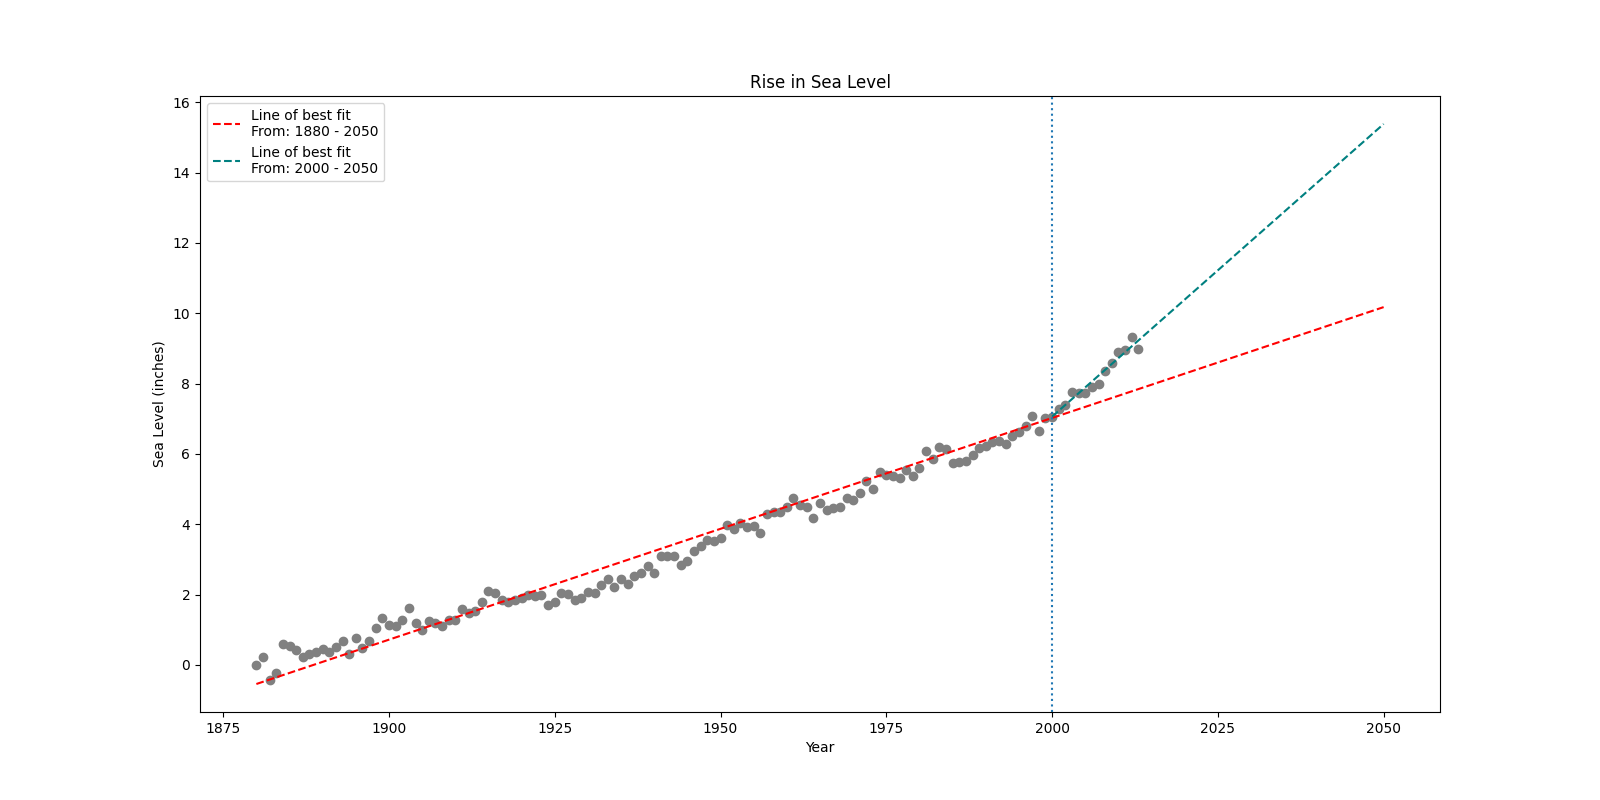 Rise in Sea Level
Line of best fit
From: 1880 - 2050
Line of best fit
From: 2000 - 2050
16
14
12
10
8
6
4
2
0
Sea Level (inches)
1875 1900 1925 1950 1975 2000 2025 2050
Year